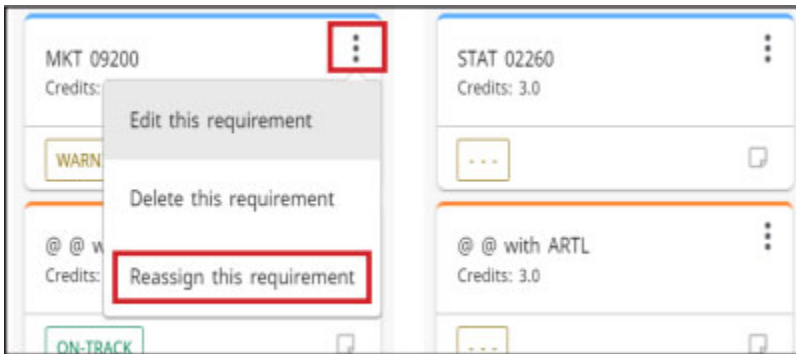 MKT 09200
Credits:
WARN
Edit this requirement
Delete this requirement
Reassign this requirement
@ @ w
Credits:
ON-TRACK
STAT 02260
Credits: 3.0
- - -
@ @ with ARTL
Credits: 3.0
- - -